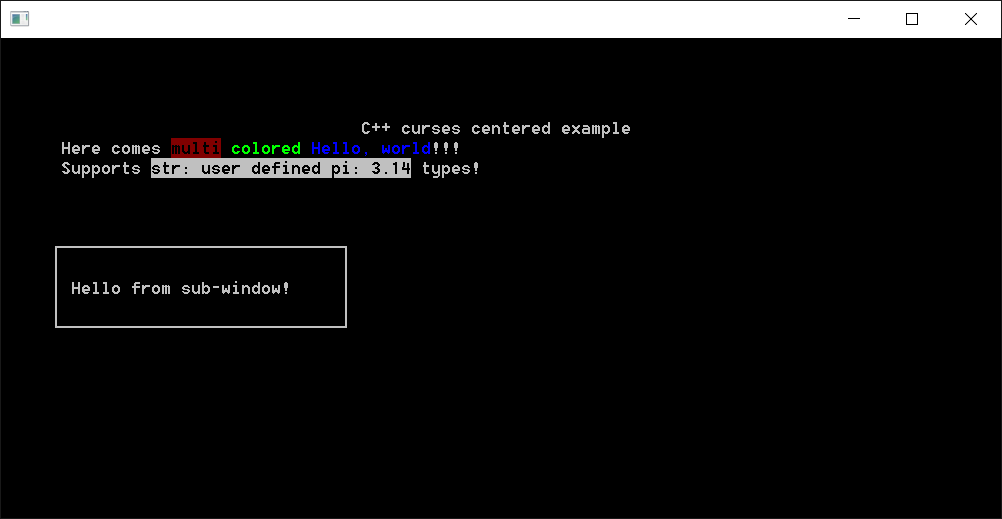 C++ curses centered example
Here comes multi colored Hello, world!!!
Supports str: user defined pi: 3.14 types!
Hello from sub-window!